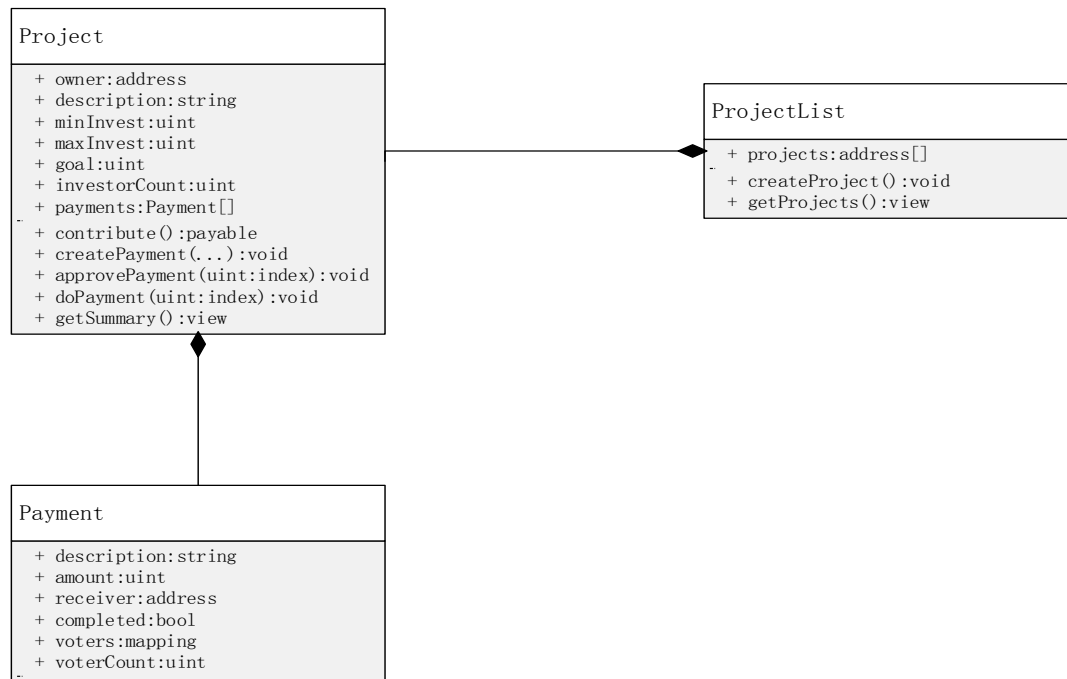 Project
+ owner:address
+ description:string
+ minInvest:uint
+ maxInvest:uint
+ goal:uint
+ investorCount:uint
+ payments:Payment[]
+ contribute():payable
+ createPayment(...):void
+ approvePayment(uint:index):void
+ doPayment(uint:index):void
+ getSummary():view
ProjectList
+ projects:address[]
+ createProject():void
+ getProjects():view
Payment
+ description:string
+ amount:uint
+ receiver:address
+ completed:bool
+ voters:mapping
+ voterCount:uint